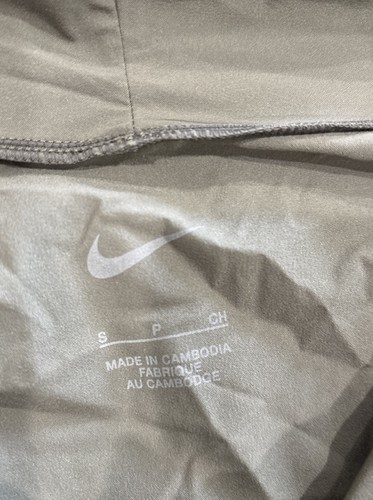 S P CH
MADE IN CAMBODIA
FABRIQUE
AU CAMBODGE